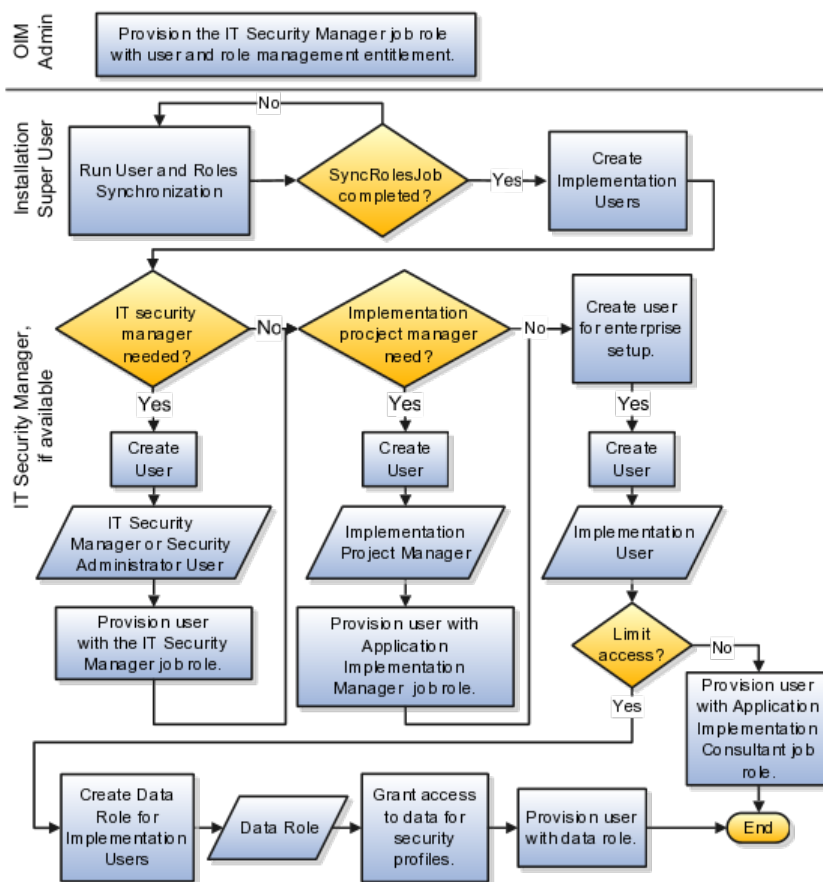 OIM
Admin
Provision the IT Security Manager job role
with user and role management entitlement.
Installation
Super User
No
Run User and Roles
Synchronization
SyncRolesJob
completed?
Yes
Create
Implementation
Users
IT Security Manager,
if available
IT security
manager
needed?
No
Implementation
procject manager
need?
No
Create user
for enterprise
setup.
Yes
Yes
Yes
Create
User
Create
User
Create
User
IT Security
Manager or Security
Administrator User
Implementation
Project Manager
Implementation
User
Provision user
with the IT Security
Manager job role.
Provision user with
Application
Implementation
Manager job role.
Limit
access?
No
Yes
Provision user
with Application
Implementation
Consultant job
role.
Create Data
Role for
Implementation
Users
Data Role
Grant access
to data for
security
profiles.
Provision user
with data role.
End